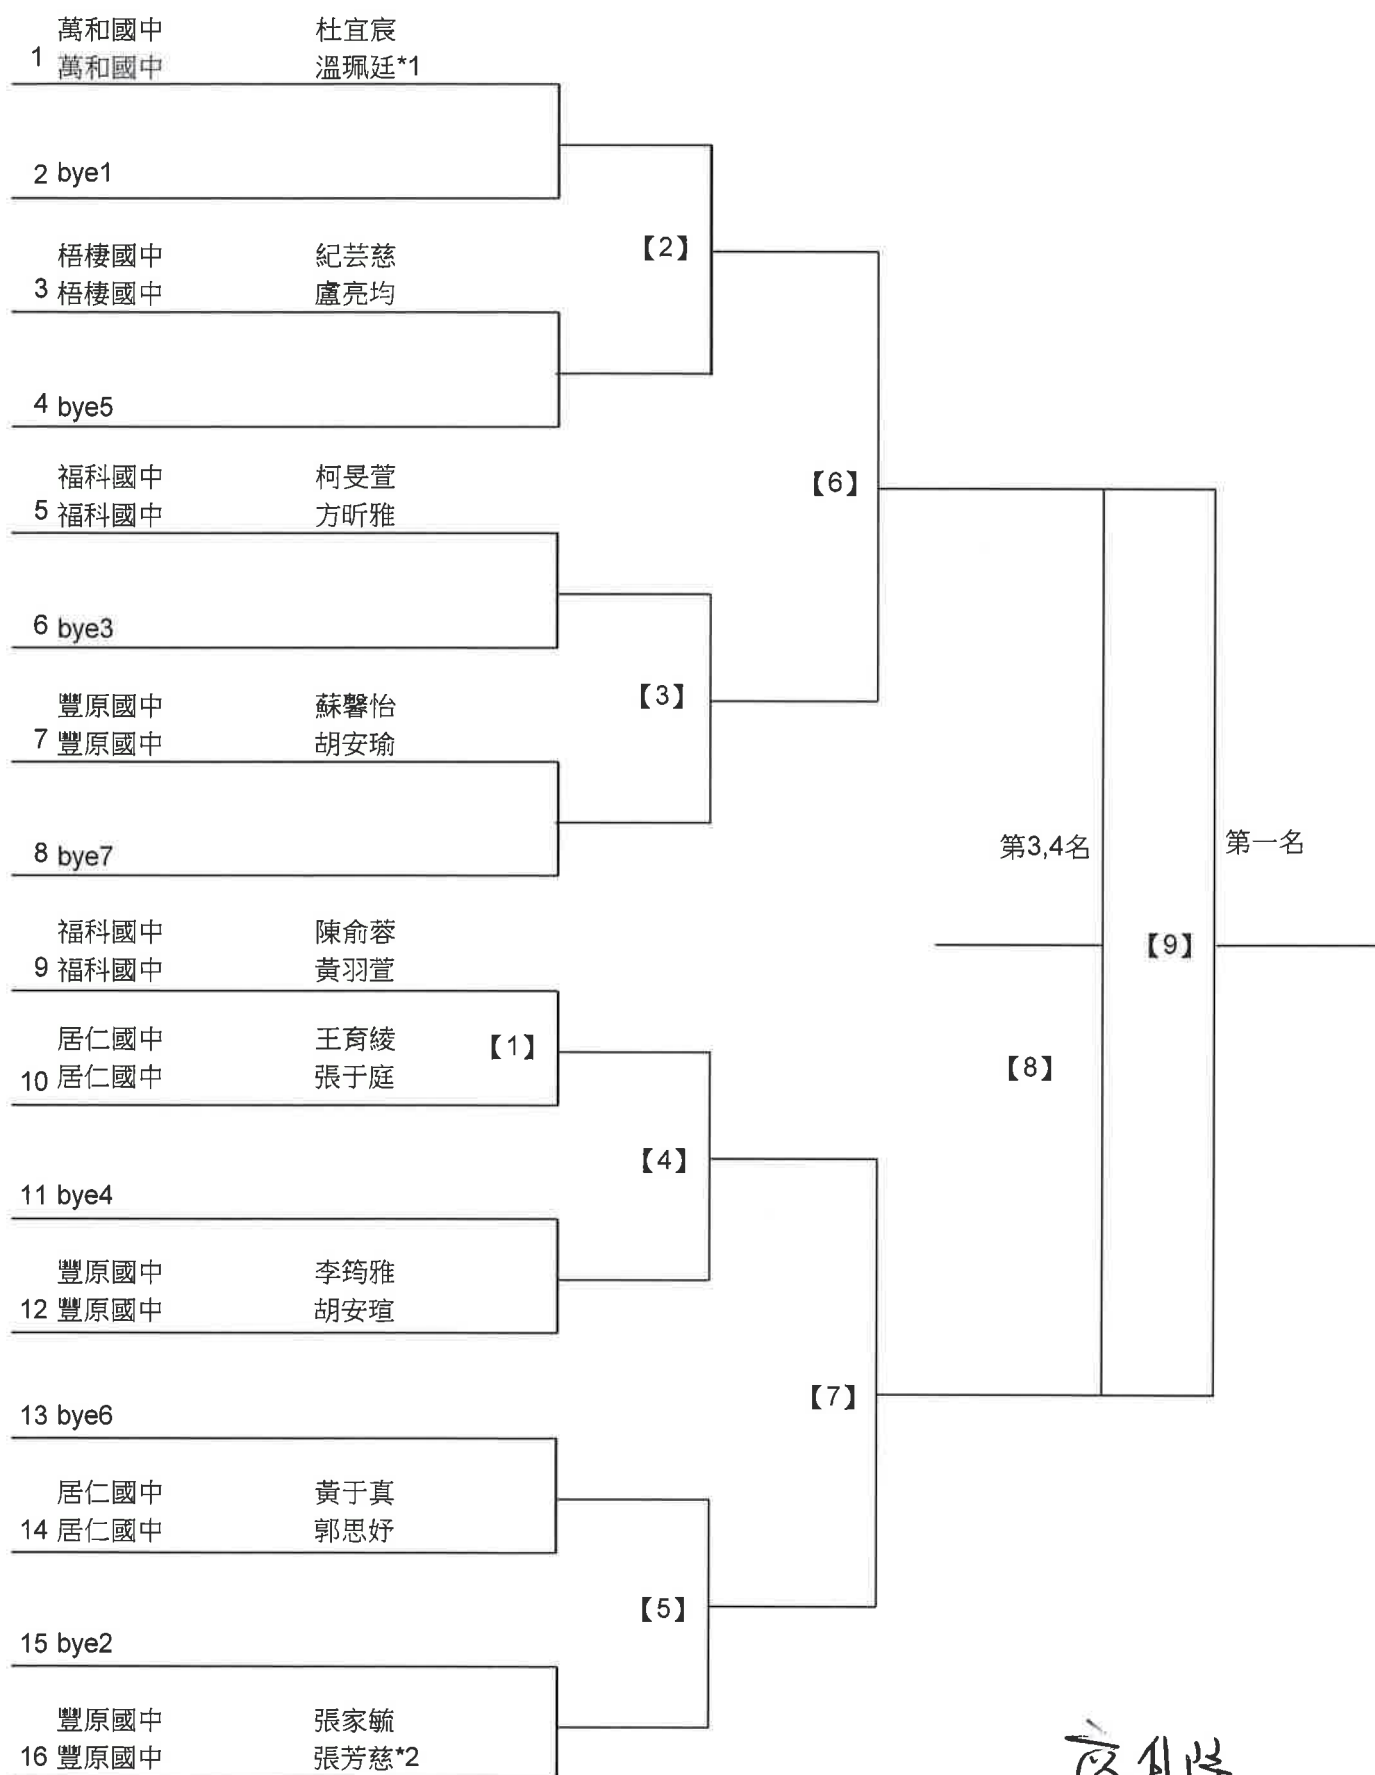 萬和國中 杜宜宸
1 萬和國中 溫珮廷*1
2 bye1
【2】
梧棲國中 紀芸慈
3 梧棲國中 盧亮均
4 bye5
福科國中 柯旻萱
【6】
5 福科國中 方昕雅
6 bye3
【3】
豐原國中 蘇馨怡
7 豐原國中 胡安瑜
第3,4名 第一名
8 bye7
福科國中 陳俞蓉
【9】
9 福科國中 黃羽萱
居仁國中 王育綾 【1】
【8】
10 居仁國中 張于庭
【4】
11 bye4
豐原國中 李筠雅
12 豐原國中 胡安瑄
【7】
13 bye6
居仁國中 黃于真
14 居仁國中 郭思妤
【5】
15 bye2
豐原國中 張家毓
16 豐原國中 張芳慈*2